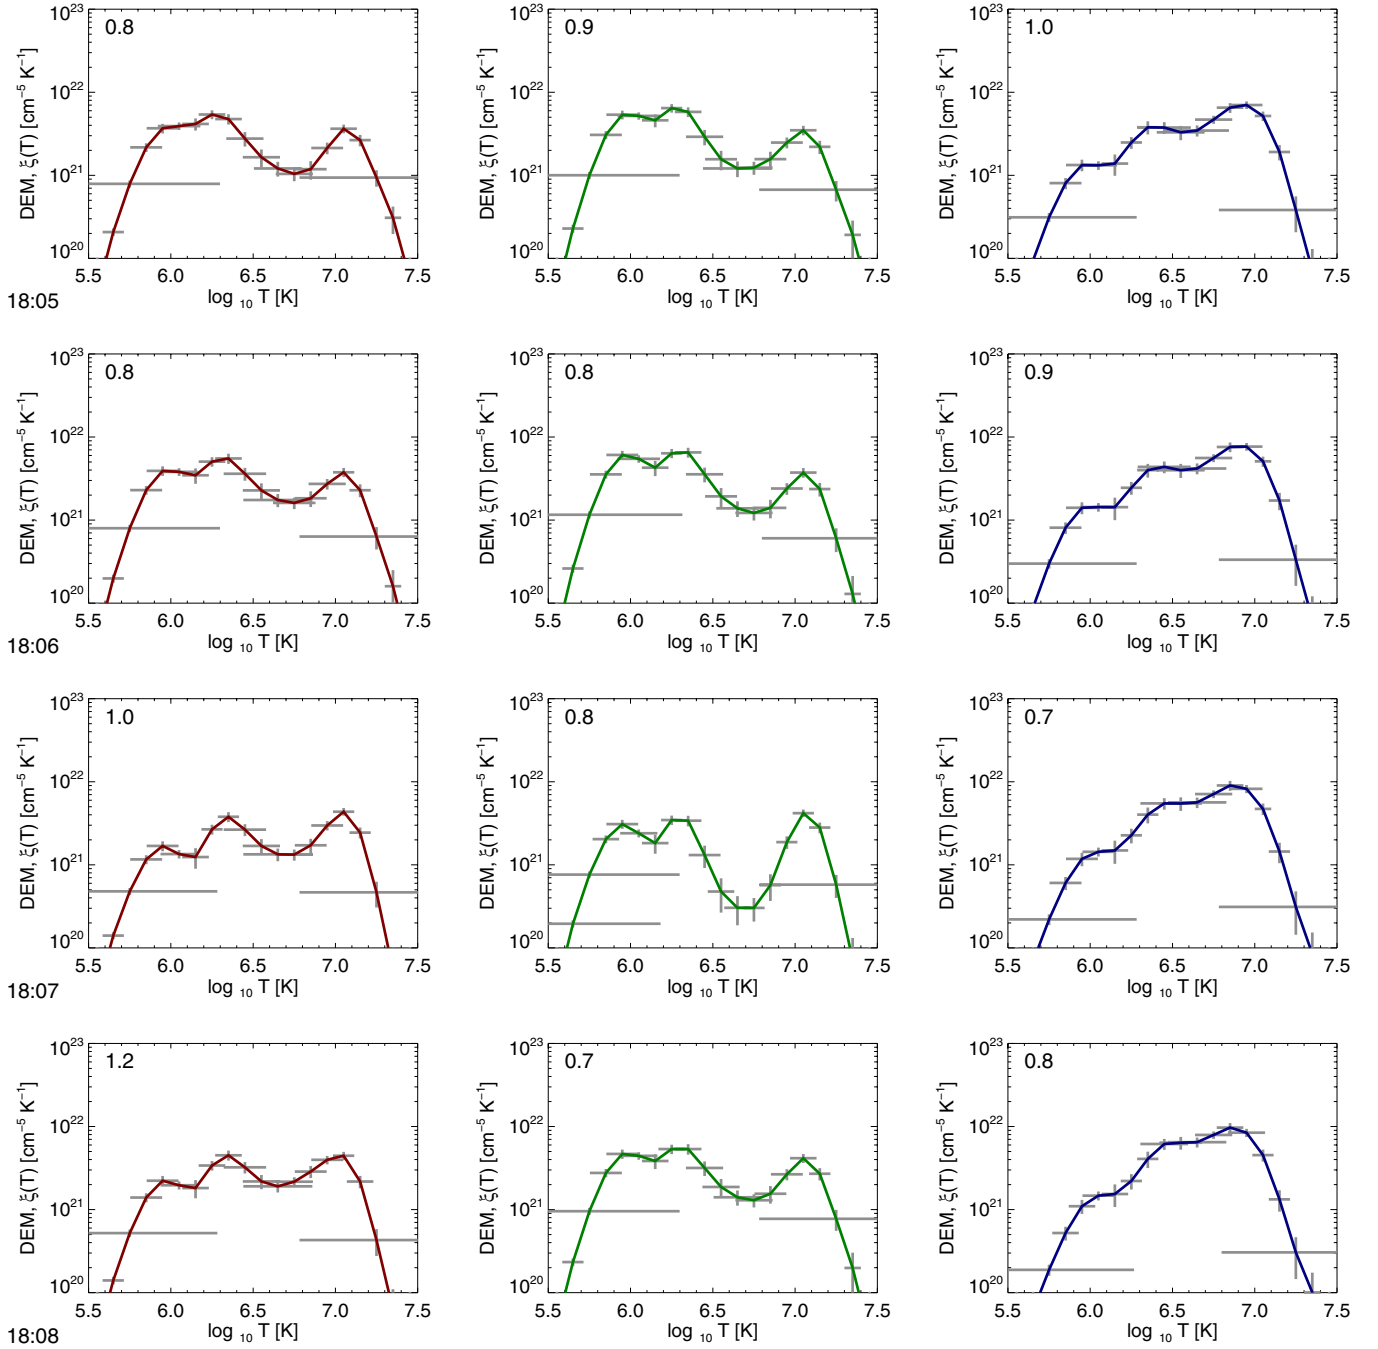 0.8 0.9 1.0
DEM, ξ(T) [cm⁻⁵ K⁻¹] DEM, ξ(T) [cm⁻⁵ K⁻¹] DEM, ξ(T) [cm⁻⁵ K⁻¹]
10²³ 10²³ 10²³
10²² 10²² 10²²
10²¹ 10²¹ 10²¹
10²⁰ 10²⁰ 10²⁰
5.5 6.0 6.5 7.0 7.5 5.5 6.0 6.5 7.0 7.5 5.5 6.0 6.5 7.0 7.5
log ₁₀ T [K] log ₁₀ T [K] log ₁₀ T [K]
18:05
0.8 0.8 0.9
DEM, ξ(T) [cm⁻⁵ K⁻¹] DEM, ξ(T) [cm⁻⁵ K⁻¹] DEM, ξ(T) [cm⁻⁵ K⁻¹]
10²³ 10²³ 10²³
10²² 10²² 10²²
10²¹ 10²¹ 10²¹
10²⁰ 10²⁰ 10²⁰
5.5 6.0 6.5 7.0 7.5 5.5 6.0 6.5 7.0 7.5 5.5 6.0 6.5 7.0 7.5
log ₁₀ T [K] log ₁₀ T [K] log ₁₀ T [K]
18:06
1.0 0.8 0.7
DEM, ξ(T) [cm⁻⁵ K⁻¹] DEM, ξ(T) [cm⁻⁵ K⁻¹] DEM, ξ(T) [cm⁻⁵ K⁻¹]
10²³ 10²³ 10²³
10²² 10²² 10²²
10²¹ 10²¹ 10²¹
10²⁰ 10²⁰ 10²⁰
5.5 6.0 6.5 7.0 7.5 5.5 6.0 6.5 7.0 7.5 5.5 6.0 6.5 7.0 7.5
log ₁₀ T [K] log ₁₀ T [K] log ₁₀ T [K]
18:07
1.2 0.7 0.8
DEM, ξ(T) [cm⁻⁵ K⁻¹] DEM, ξ(T) [cm⁻⁵ K⁻¹] DEM, ξ(T) [cm⁻⁵ K⁻¹]
10²³ 10²³ 10²³
10²² 10²² 10²²
10²¹ 10²¹ 10²¹
10²⁰ 10²⁰ 10²⁰
5.5 6.0 6.5 7.0 7.5 5.5 6.0 6.5 7.0 7.5 5.5 6.0 6.5 7.0 7.5
log ₁₀ T [K] log ₁₀ T [K] log ₁₀ T [K]
18:08